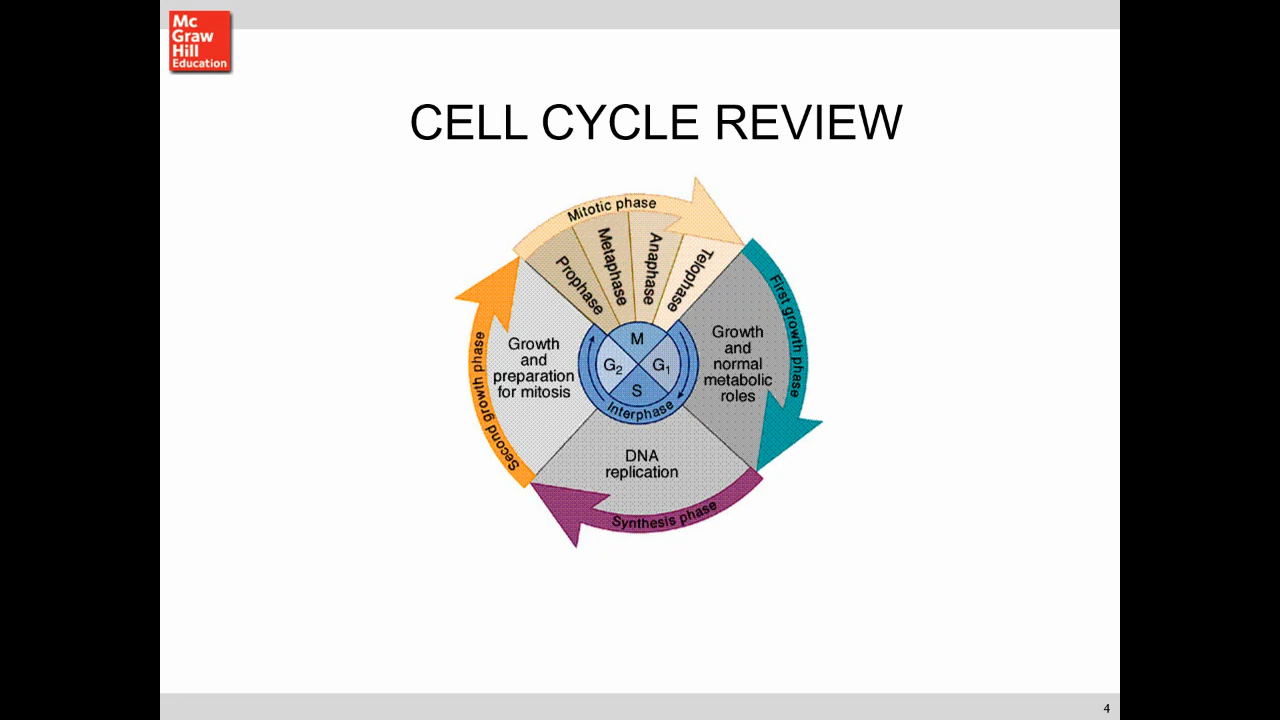 Mc
Graw
Hill
Education
CELL CYCLE REVIEW
Mitotic phase
Prophase
Metaphase
Anaphase
Telophase
First growth phase
Growth
and
normal
metabolic
roles
Growth
and
preparation
for mitosis
Second growth phase
M
G₂
G₁
S
Interphase
DNA
replication
Synthesis phase
4